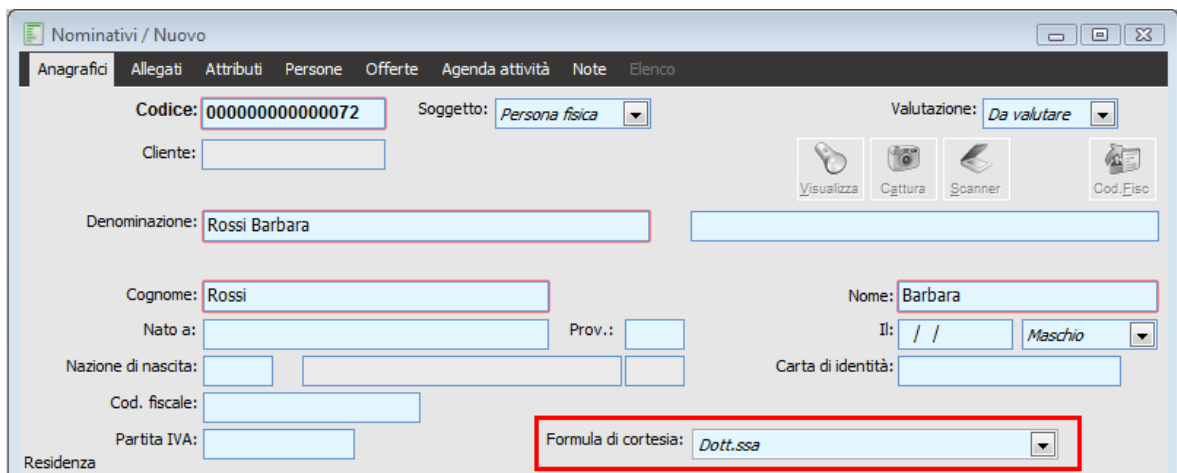 Nominativi / Nuovo
Anagrafici Allegati Attributi Persone Offerte Agenda attività Note Elenco
Codice: 000000000000072 Soggetto: Persona fisica Valutazione: Da valutare
Cliente:
Visualizza Cattura Scanner Cod.Fisc
Denominazione: Rossi Barbara
Cognome: Rossi Nome: Barbara
Nato a: Prov.: Il: / / Maschio
Nazione di nascita: Carta di identità:
Cod. fiscale:
Partita IVA: Formula di cortesia: Dott.ssa
Residenza